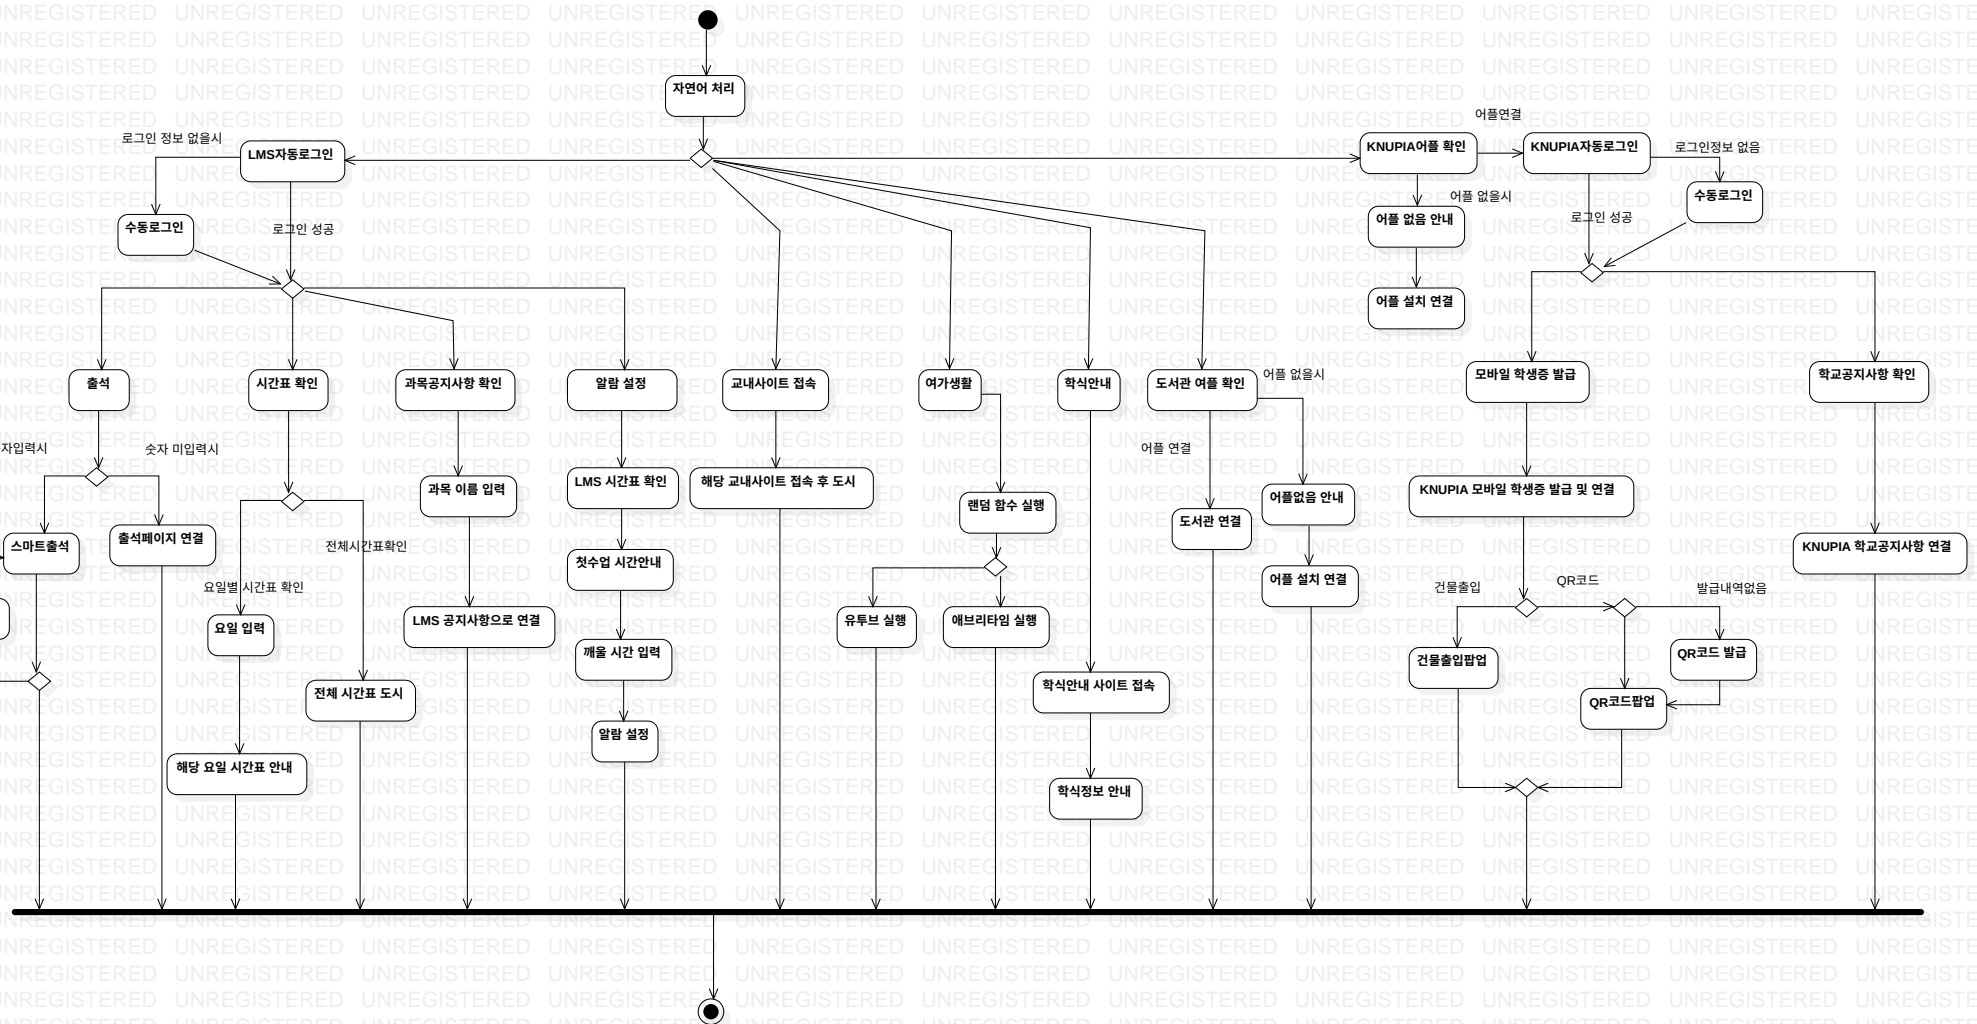 자연어 처리
어플연결
로그인 정보 없을시
LMS자동로그인
KNUPIA어플 확인
KNUPIA자동로그인
로그인정보 없음
수동로그인
로그인 성공
어플 없을시
어플 없음 안내
로그인 성공
수동로그인
어플 설치 연결
출석
시간표 확인
과목공지사항 확인
알람 설정
교내사이트 접속
여가생활
학식안내
도서관 여플 확인
어플 없을시
모바일 학생증 발급
학교공지사항 확인
자입력시
숫자 미입력시
어플 연결
과목 이름 입력
LMS 시간표 확인
해당 교내사이트 접속 후 도시
랜덤 함수 실행
도서관 연결
어플없음 안내
KNUPIA 모바일 학생증 발급 및 연결
스마트출석
출석페이지 연결
전체시간표확인
첫수업 시간안내
어플 설치 연결
KNUPIA 학교공지사항 연결
요일별 시간표 확인
건물출입
QR코드
발급내역없음
요일 입력
LMS 공지사항으로 연결
유투브 실행
애브리타임 실행
깨울 시간 입력
건물출입팝업
QR코드 발급
전체 시간표 도시
학식안내 사이트 접속
QR코드팝업
알람 설정
해당 요일 시간표 안내
학식정보 안내
UNREGISTERED